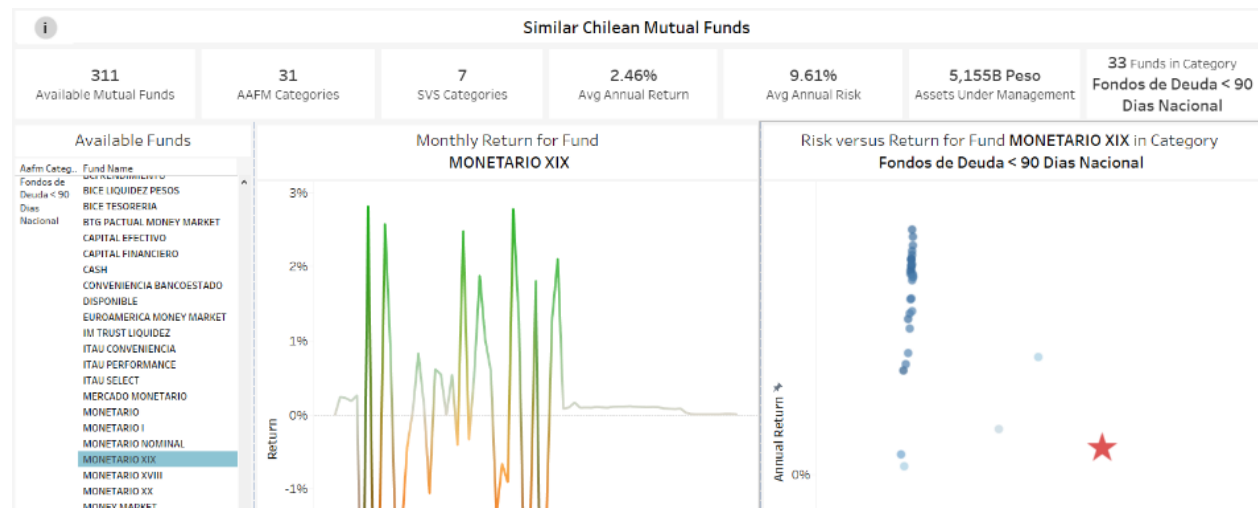 i
Similar Chilean Mutual Funds
311
Available Mutual Funds
31
AAFM Categories
7
SVS Categories
2.46%
Avg Annual Return
9.61%
Avg Annual Risk
5,155B Peso
Assets Under Management
33 Funds in Category
Fondos de Deuda < 90
Dias Nacional
Available Funds
Aafm Categ.. Fund Name
Fondos de
Deuda < 90
Dias
Nacional
BICE LIQUIDEZ PESOS
BICE TESORERIA
BTG PACTUAL MONEY MARKET
CAPITAL EFECTIVO
CAPITAL FINANCIERO
CASH
CONVENIENCIA BANCOESTADO
DISPONIBLE
EUROAMERICA MONEY MARKET
IM TRUST LIQUIDEZ
ITAU CONVENIENCIA
ITAU PERFORMANCE
ITAU SELECT
MERCADO MONETARIO
MONETARIO
MONETARIO I
MONETARIO NOMINAL
MONETARIO XIX
MONETARIO XVIII
MONETARIO XX
MONEY MARKET
Monthly Return for Fund
MONETARIO XIX
3%
2%
1%
0%
-1%
Return
Risk versus Return for Fund MONETARIO XIX in Category
Fondos de Deuda < 90 Dias Nacional
Annual Return
0%